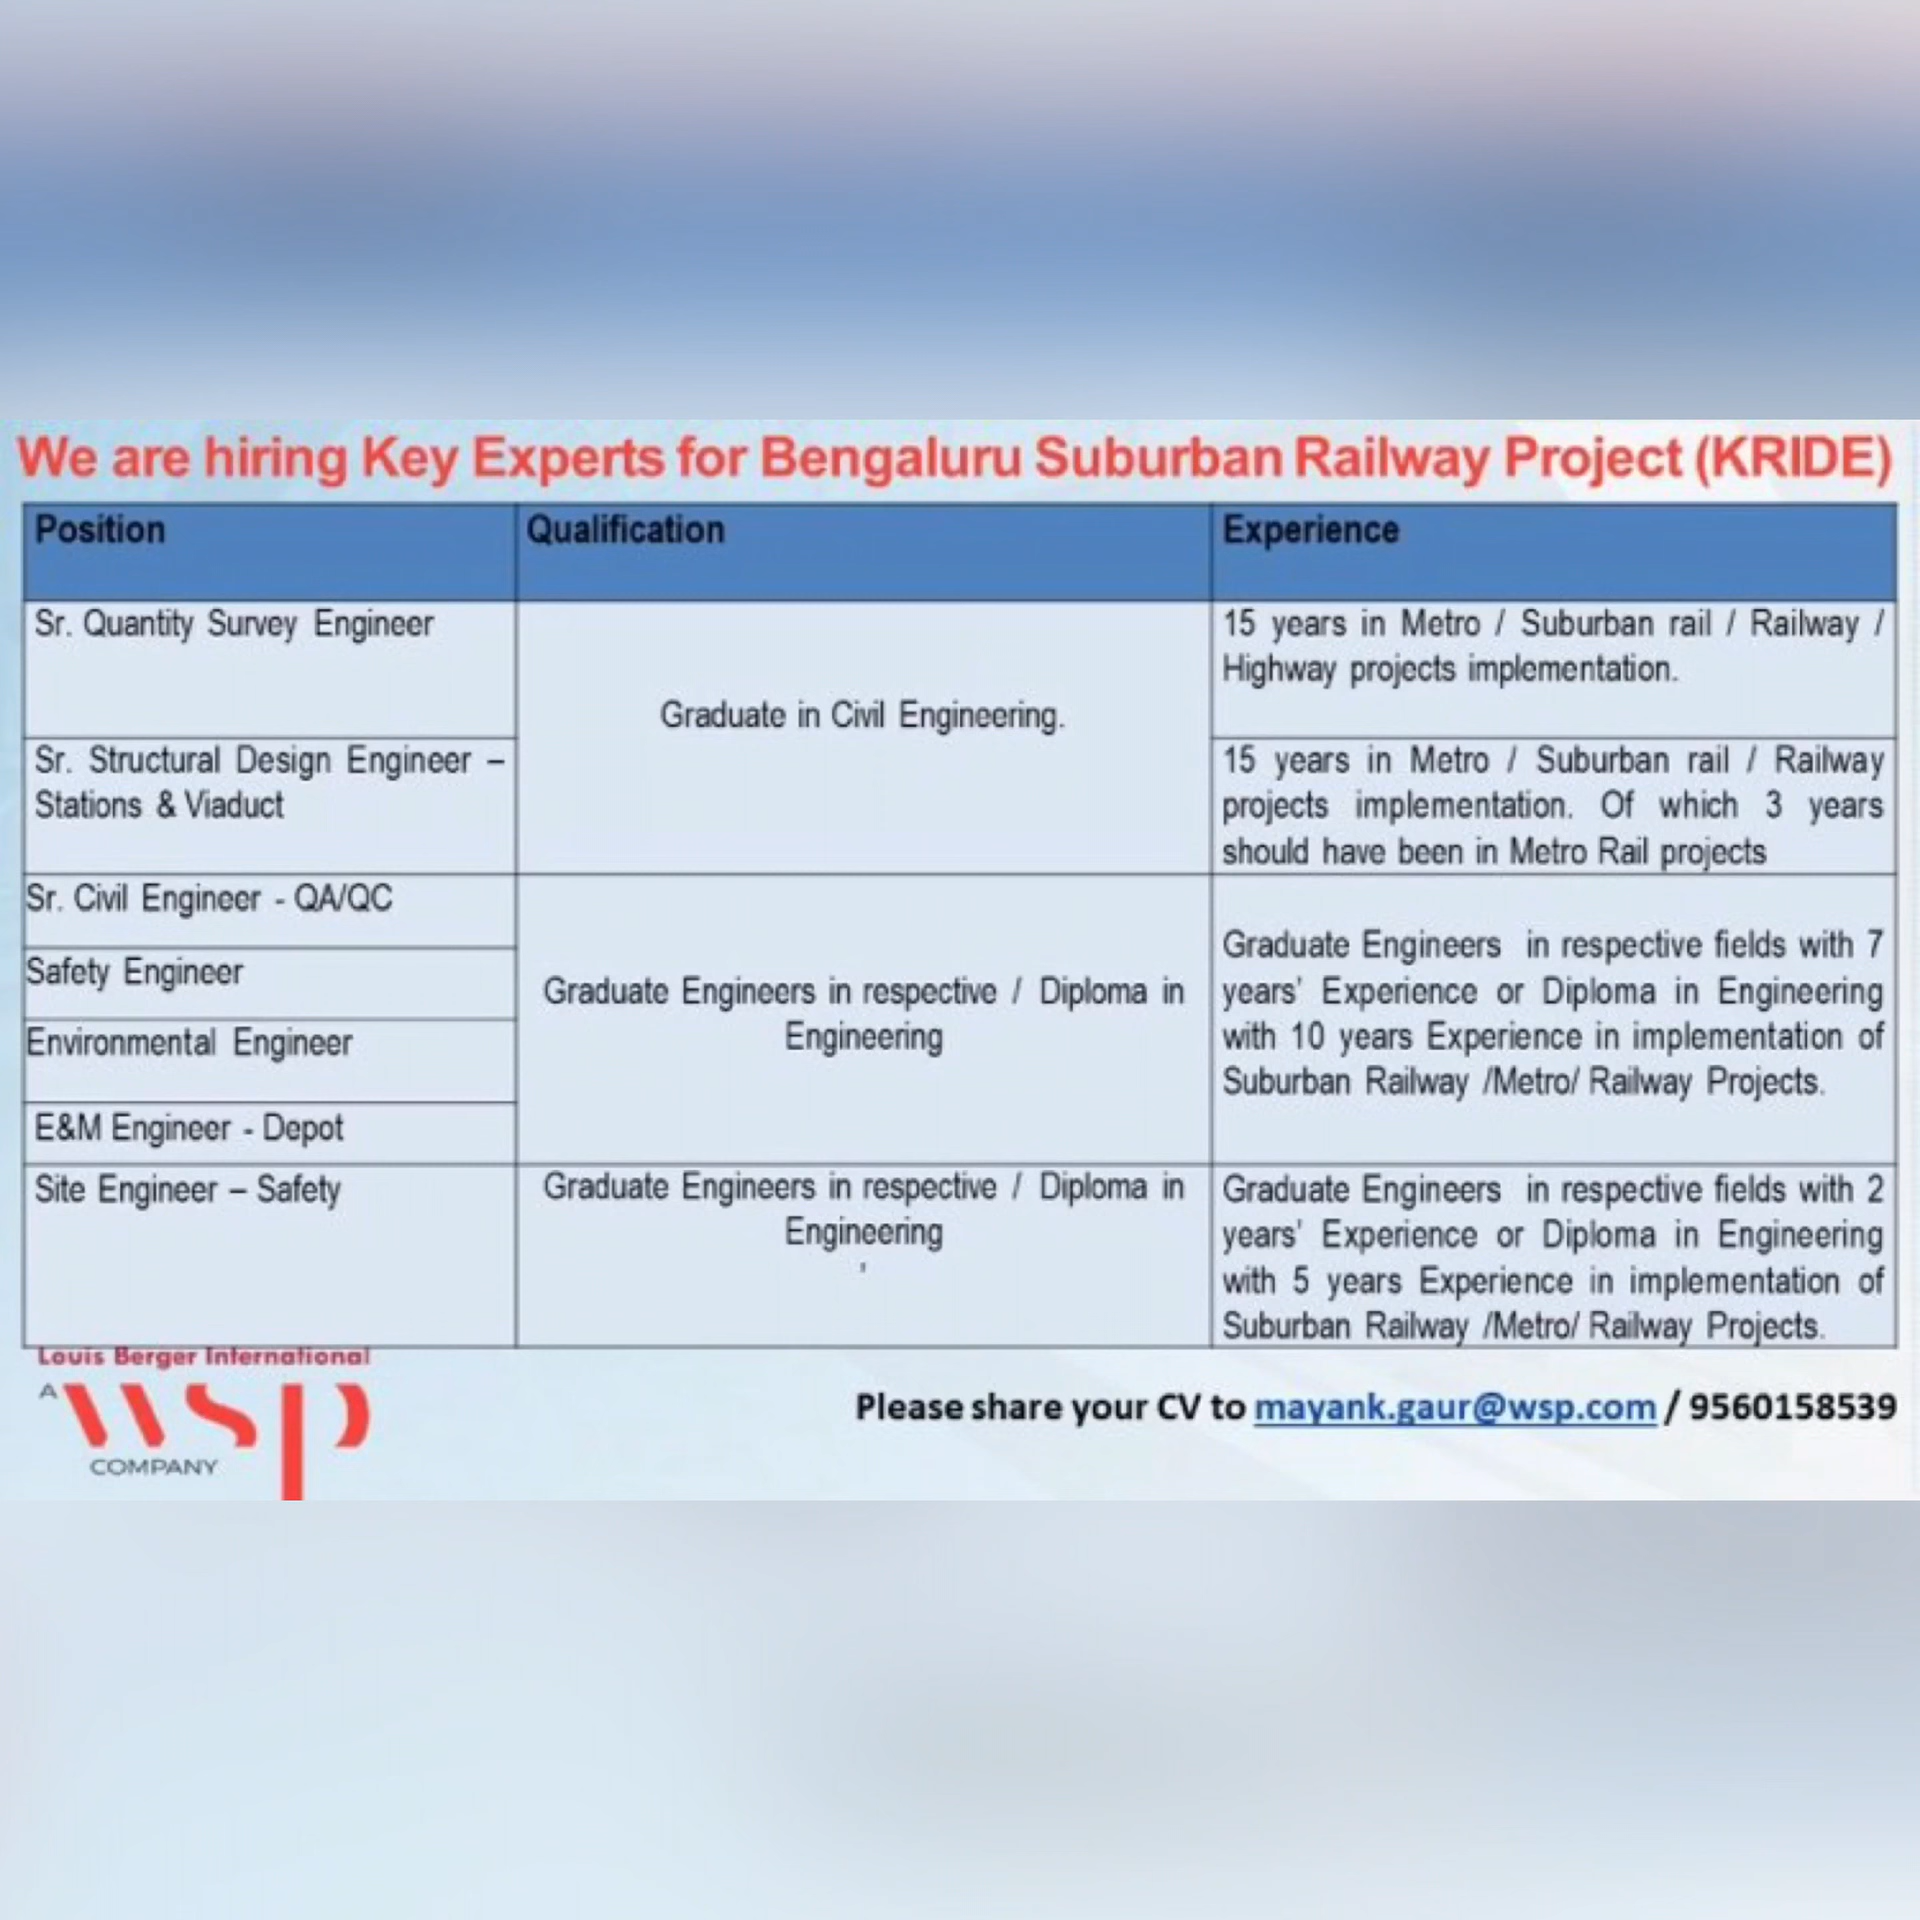 We are hiring Key Experts for Bengaluru Suburban Railway Project (KRIDE)
Position
Qualification
Experience
Sr. Quantity Survey Engineer
Graduate in Civil Engineering.
15 years in Metro / Suburban rail / Railway /
Highway projects implementation.
Sr. Structural Design Engineer –
Stations & Viaduct
15 years in Metro / Suburban rail / Railway
projects implementation. Of which 3 years
should have been in Metro Rail projects
Sr. Civil Engineer - QA/QC
Safety Engineer
Environmental Engineer
E&M Engineer - Depot
Graduate Engineers in respective / Diploma in
Engineering
Graduate Engineers in respective fields with 7
years' Experience or Diploma in Engineering
with 10 years Experience in implementation of
Suburban Railway /Metro/ Railway Projects.
Site Engineer – Safety
Graduate Engineers in respective / Diploma in
Engineering
'
Graduate Engineers in respective fields with 2
years' Experience or Diploma in Engineering
with 5 years Experience in implementation of
Suburban Railway /Metro/ Railway Projects.
Louis Berger International
A wsp
COMPANY
Please share your CV to mayank.gaur@wsp.com / 9560158539